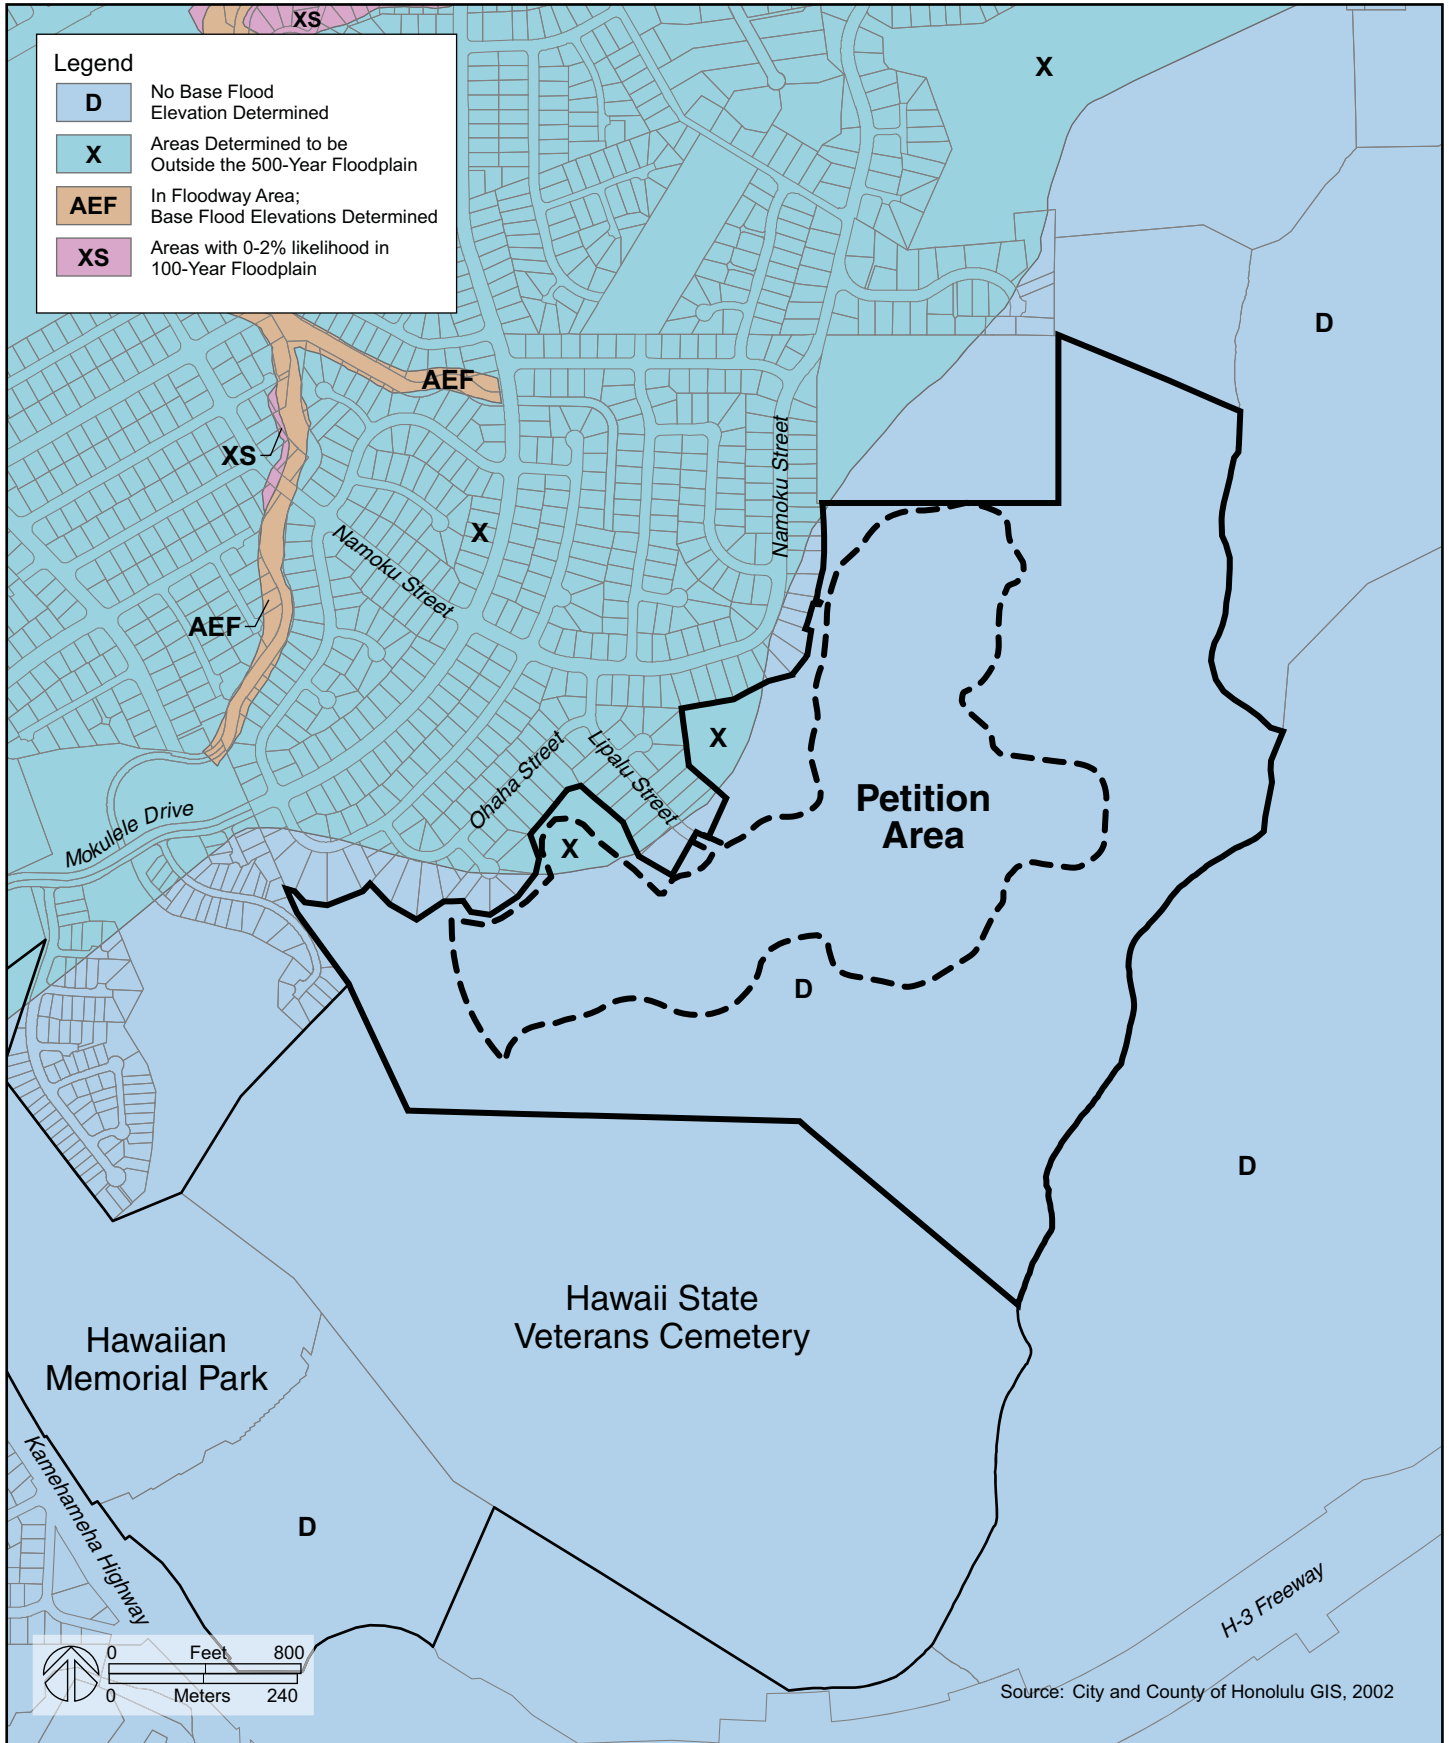 XS
X
Legend
D
No Base Flood
Elevation Determined
X
Areas Determined to be
Outside the 500-Year Floodplain
AEF
In Floodway Area;
Base Flood Elevations Determined
XS
Areas with 0-2% likelihood in
100-Year Floodplain
D
AEF
XS
Namoku Street
X
Namoku Street
AEF
X
Ohaha Street
Lipalu Street
Mokulele Drive
X
Petition
Area
D
D
Hawaii State
Veterans Cemetery
Hawaiian
Memorial Park
Kamehameha Highway
D
H-3 Freeway
0 Feet 800
0 Meters 240
Source: City and County of Honolulu GIS, 2002